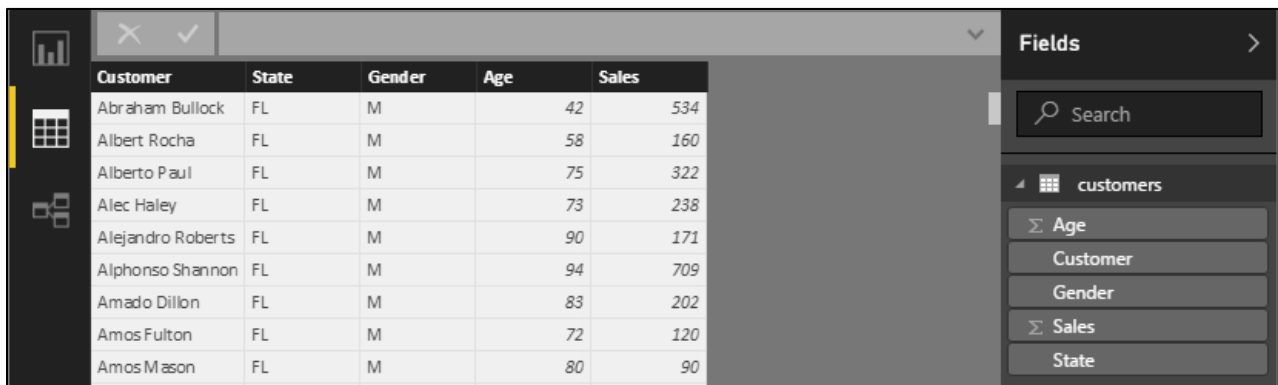 Customer State Gender Age Sales
Abraham Bullock FL M 42 534
Albert Rocha FL M 58 160
Alberto Paul FL M 75 322
Alec Haley FL M 73 238
Alejandro Roberts FL M 90 171
Alphonso Shannon FL M 94 709
Amado Dillon FL M 83 202
Amos Fulton FL M 72 120
Amos Mason FL M 80 90
Fields
Search
customers
Σ Age
Customer
Gender
Σ Sales
State